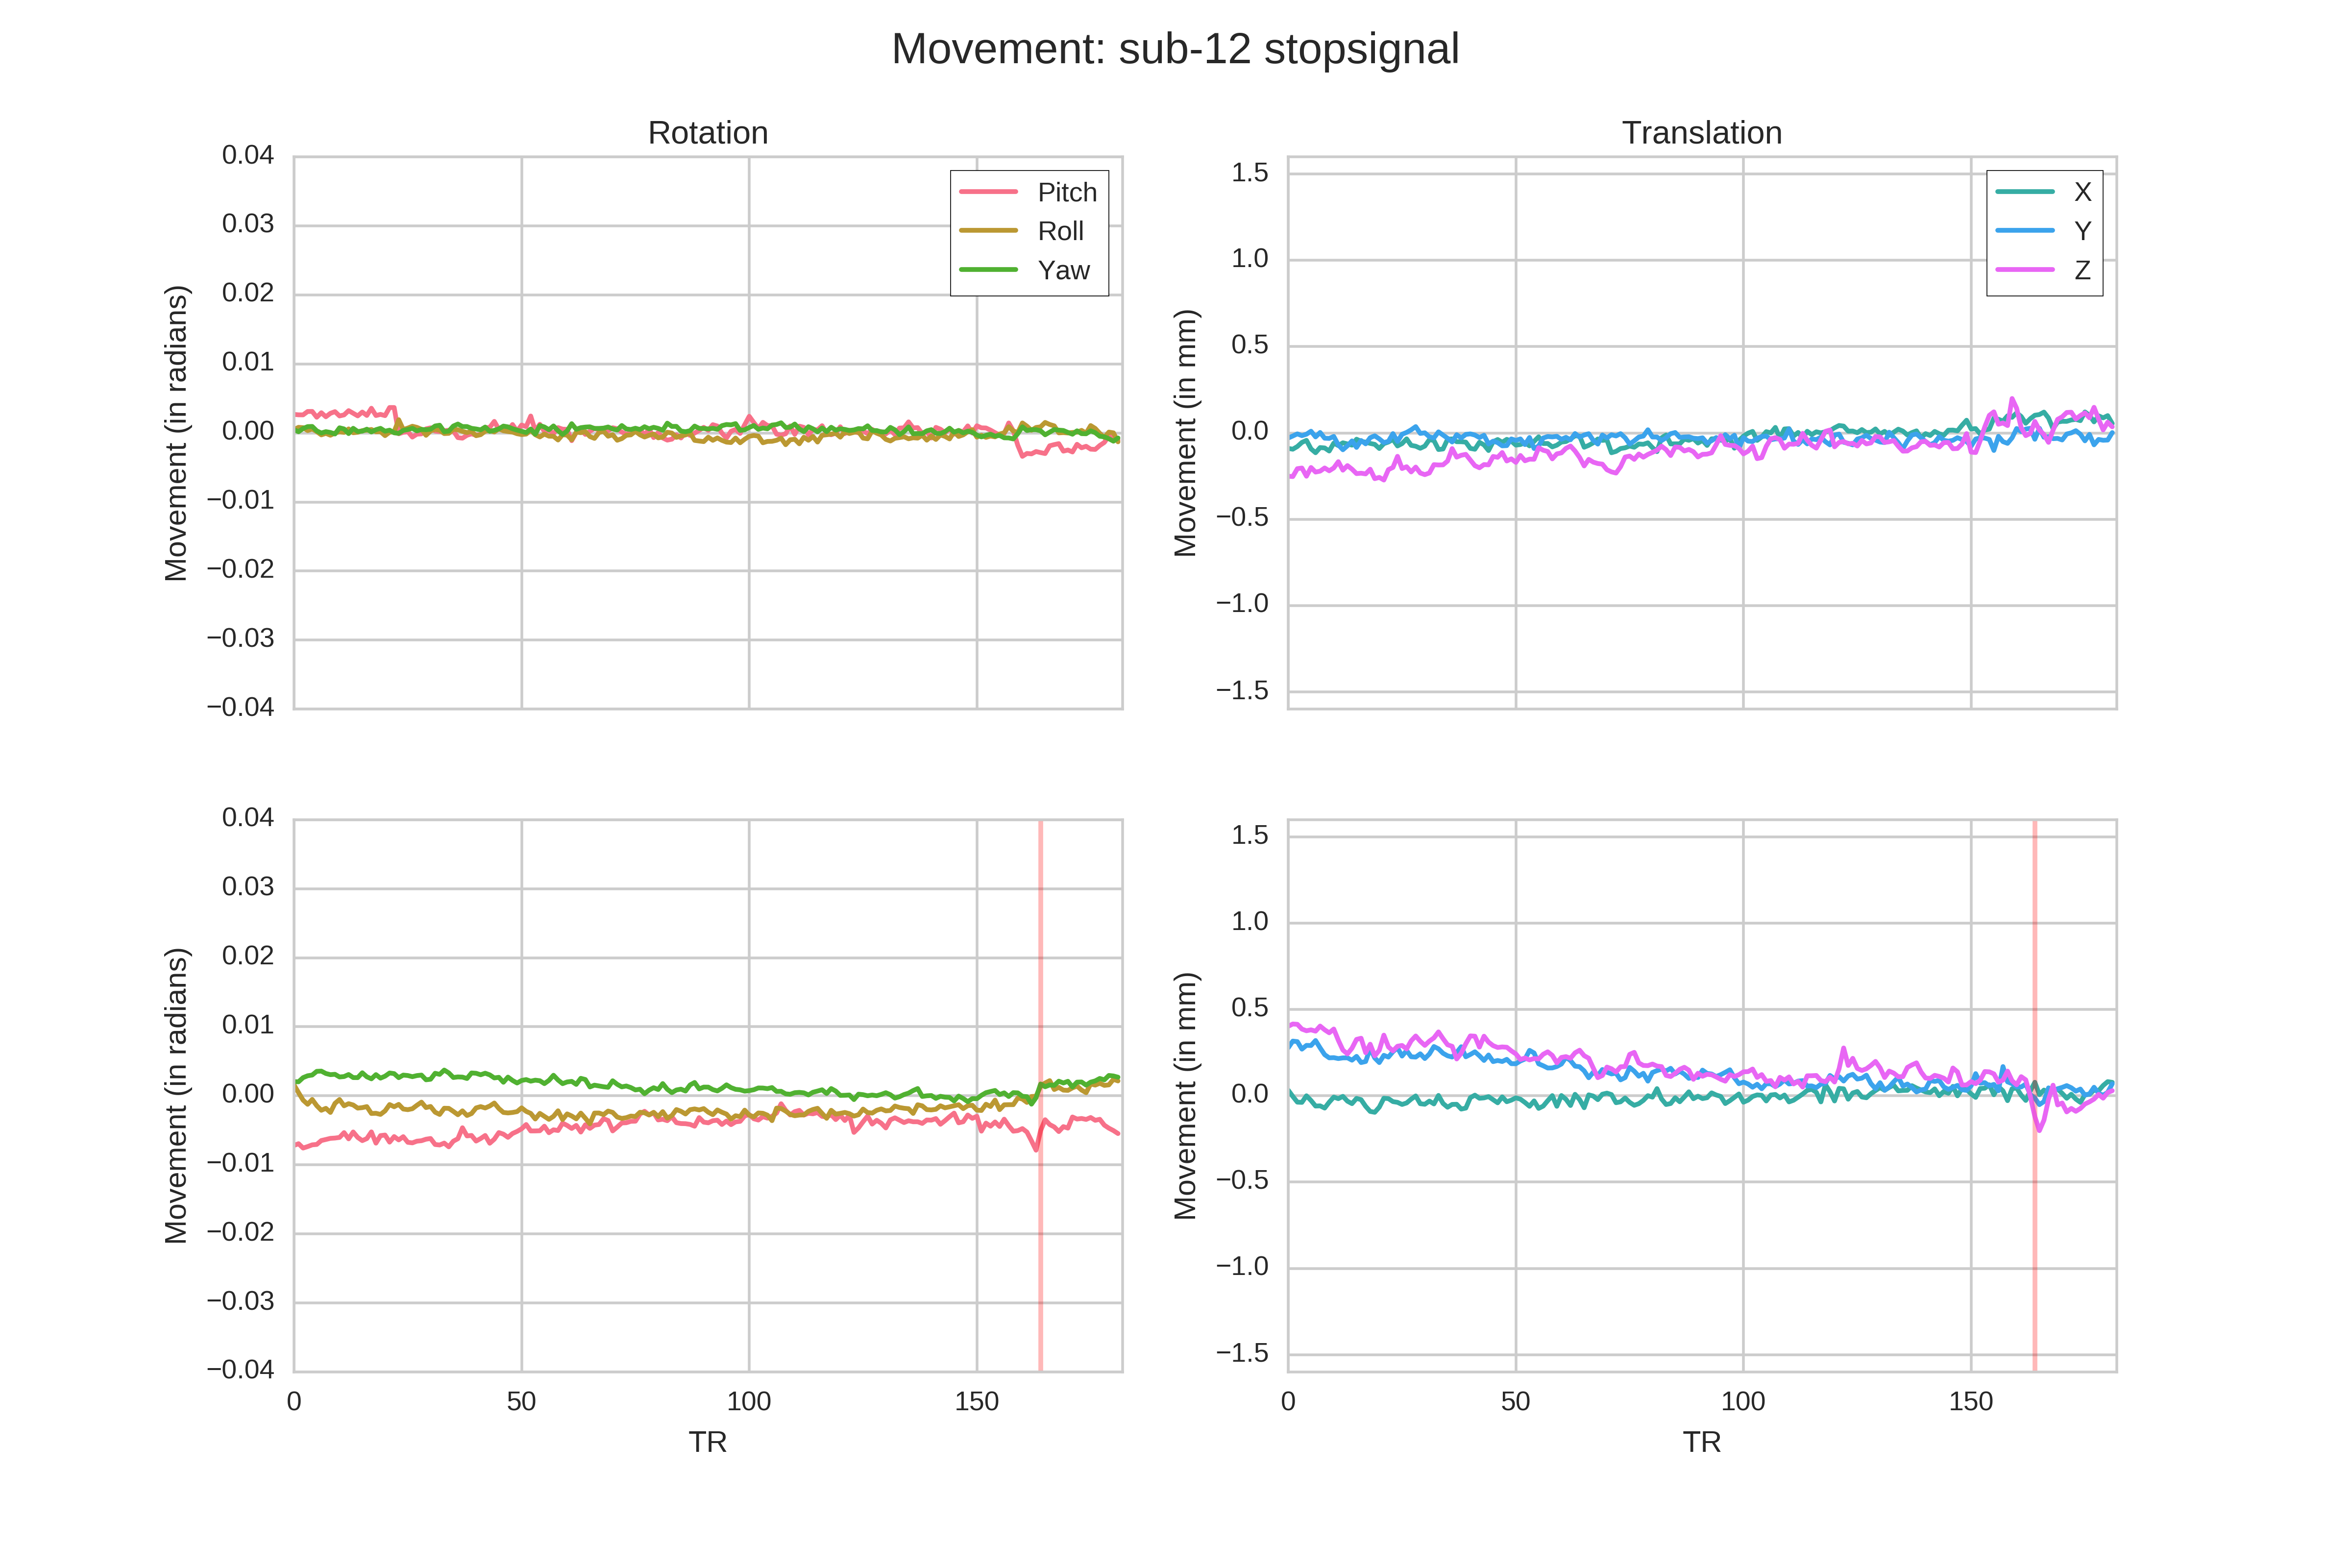 Movement: sub-12 stopsignal
Rotation
0.04
0.03
0.02
0.01
0.00
−0.01
−0.02
−0.03
−0.04
Movement (in radians)
Pitch
Roll
Yaw
Translation
1.5
1.0
0.5
0.0
−0.5
−1.0
−1.5
Movement (in mm)
X
Y
Z
0.04
0.03
0.02
0.01
0.00
−0.01
−0.02
−0.03
−0.04
Movement (in radians)
0 50 100 150
TR
1.5
1.0
0.5
0.0
−0.5
−1.0
−1.5
Movement (in mm)
0 50 100 150
TR